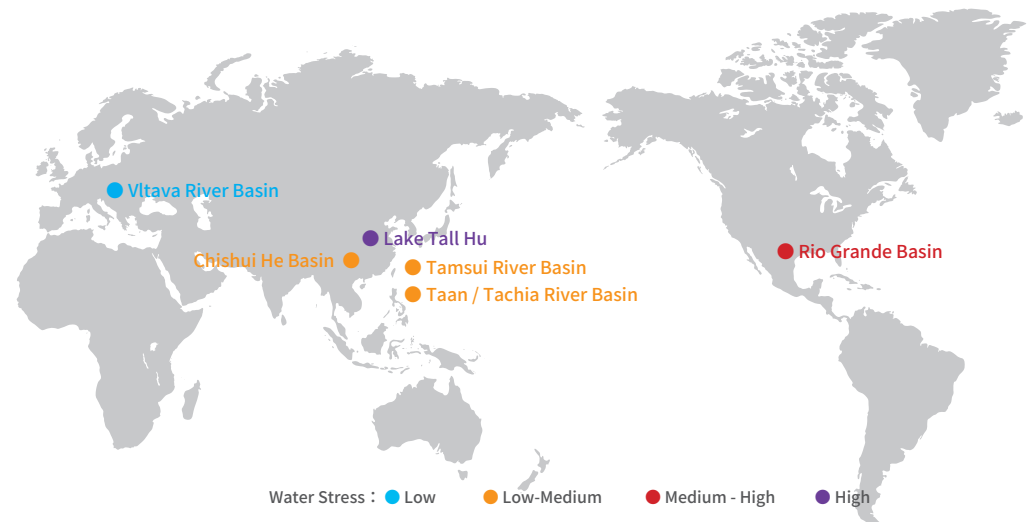 Vltava River Basin
Lake Tall Hu
Chishui He Basin
Rio Grande Basin
Tamsui River Basin
Taan / Tachia River Basin
Water Stress： Low Low-Medium Medium - High High